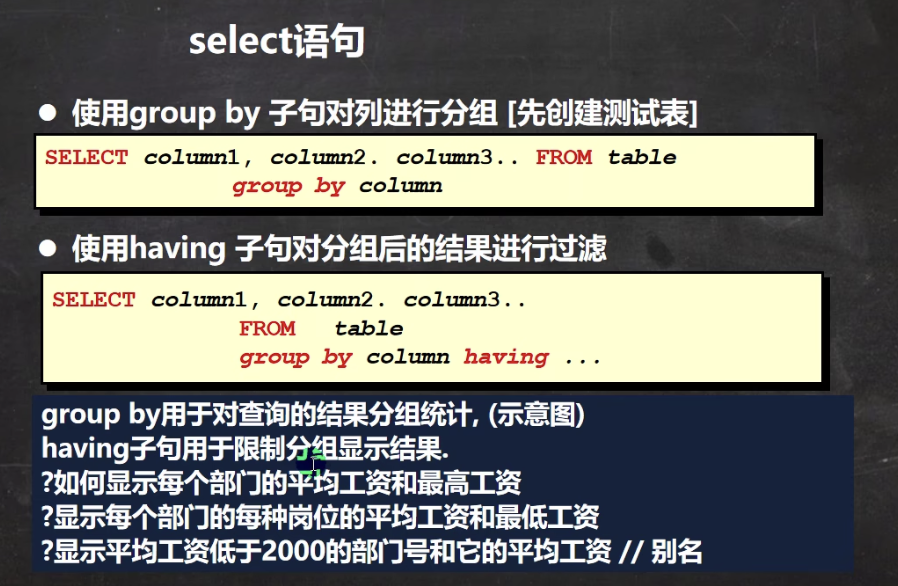 select语句
● 使用group by 子句对列进行分组 [先创建测试表]
SELECT column1, column2. column3.. FROM table
group by column
● 使用having 子句对分组后的结果进行过滤
SELECT column1, column2. column3..
FROM table
group by column having ...
group by用于对查询的结果分组统计, (示意图)
having子句用于限制分组显示结果.
?如何显示每个部门的平均工资和最高工资
?显示每个部门的每种岗位的平均工资和最低工资
?显示平均工资低于2000的部门号和它的平均工资 // 别名